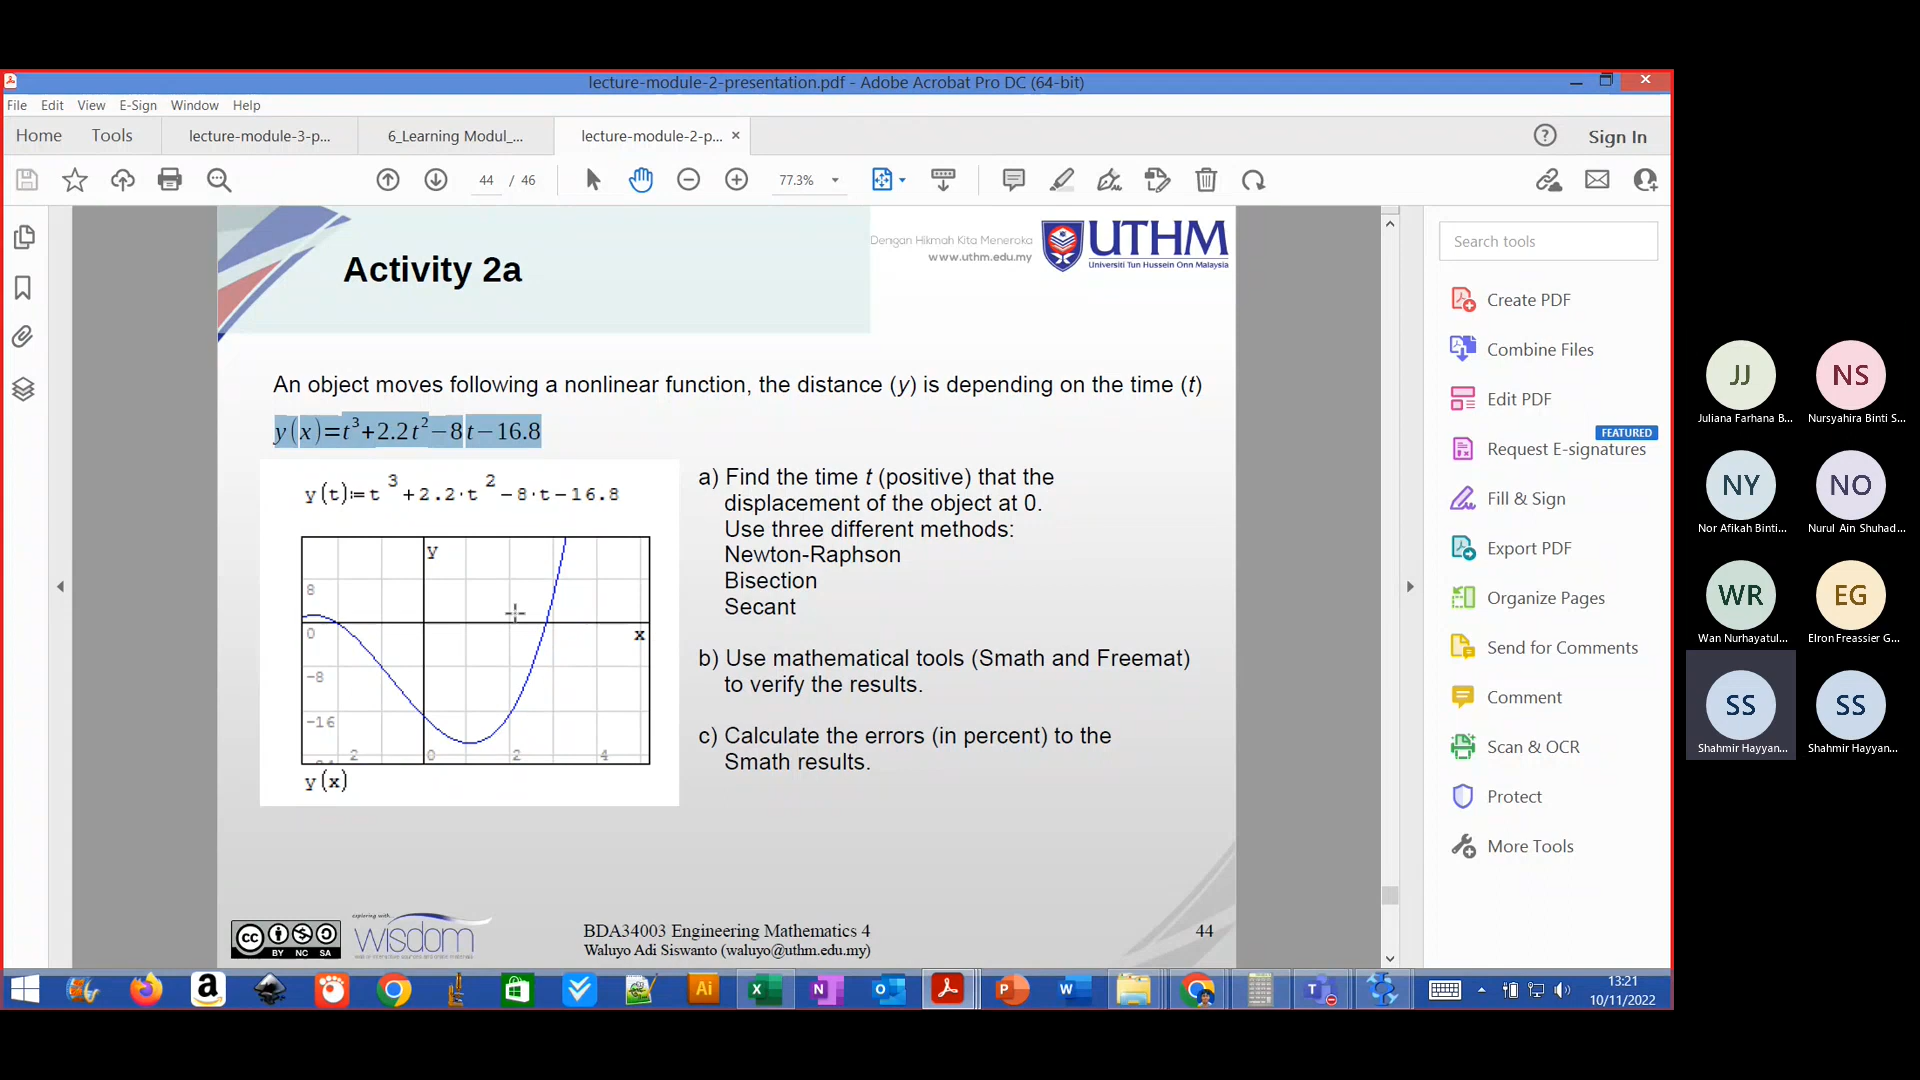 lecture-module-2-presentation.pdf - Adobe Acrobat Pro DC (64-bit)
File Edit View E-Sign Window Help
Home Tools lecture-module-3-p... 6_Learning Modul_... lecture-module-2-p... × Sign In
44 / 46 77.3%
Dengan Hikmah Kita Meneroka
www.uthm.edu.my
UTHM
Universiti Tun Hussein Onn Malaysia
Activity 2a
An object moves following a nonlinear function, the distance (y) is depending on the time (t)
y(x)=t³+2.2t²−8t−16.8
y(t):=t³+2.2·t²−8·t−16.8
y
8
0
x
-8
-16
2 0 2 4
y(x)
a) Find the time t (positive) that the
displacement of the object at 0.
Use three different methods:
Newton-Raphson
Bisection
Secant
b) Use mathematical tools (Smath and Freemat)
to verify the results.
c) Calculate the errors (in percent) to the
Smath results.
cc BY NC SA
exploring with...
wisdom
BDA34003 Engineering Mathematics 4
Waluyo Adi Siswanto (waluyo@uthm.edu.my)
44
Search tools
Create PDF
Combine Files
Edit PDF
FEATURED
Request E-signatures
Fill & Sign
Export PDF
Organize Pages
Send for Comments
Comment
Scan & OCR
Protect
More Tools
JJ NS
Juliana Farhana B... Nursyahira Binti S...
NY NO
Nor Afikah Binti... Nurul Ain Shuhad...
WR EG
Wan Nurhayatul... Elron Freassier G...
SS SS
Shahmir Hayyan... Shahmir Hayyan...
13:21
10/11/2022